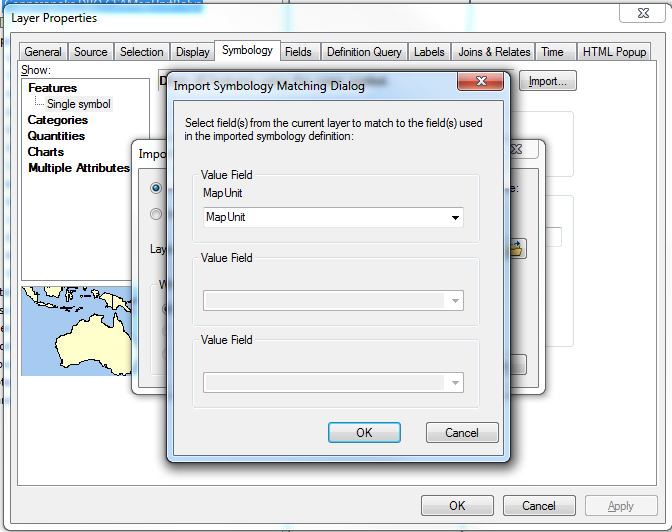 Layer Properties
General Source Selection Display Symbology Fields Definition Query Labels Joins & Relates Time HTML Popup
Show:
Features
Single symbol
Categories
Quantities
Charts
Multiple Attributes
Import...
Import Symbology Matching Dialog
Select field(s) from the current layer to match to the field(s) used
in the imported symbology definition:
Value Field
MapUnit
MapUnit
Value Field
Value Field
OK Cancel
OK Cancel Apply